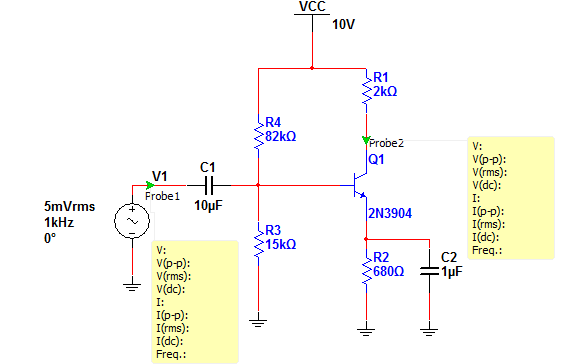 VCC
10V
R1
2kΩ
R4
82kΩ
Probe2
Q1
V1
Probe1
C1
10µF
2N3904
5mVrms
1kHz
0°
R3
15kΩ
R2
680Ω
C2
1µF
V:
V(p-p):
V(rms):
V(dc):
I:
I(p-p):
I(rms):
I(dc):
Freq.:
V:
V(p-p):
V(rms):
V(dc):
I:
I(p-p):
I(rms):
I(dc):
Freq.: